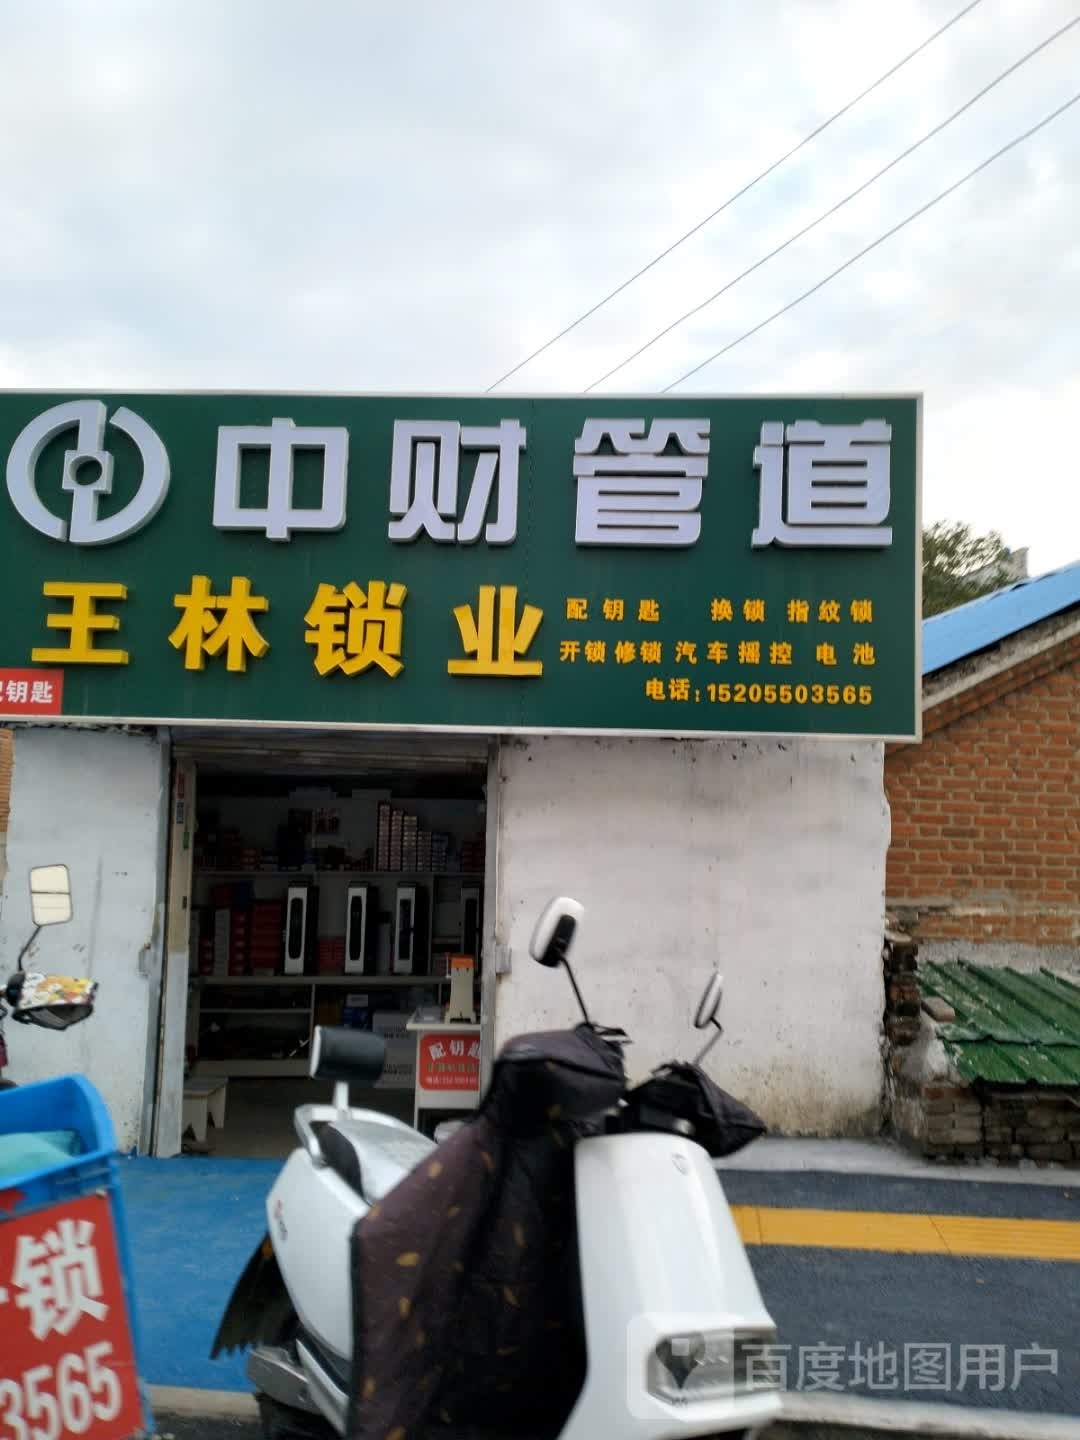 中财管道
王林锁业
配钥匙 换锁 指纹锁
开锁修锁 汽车摇控 电池
电话:15205503565
配钥匙
配钥匙
锁
3565
百度地图用户